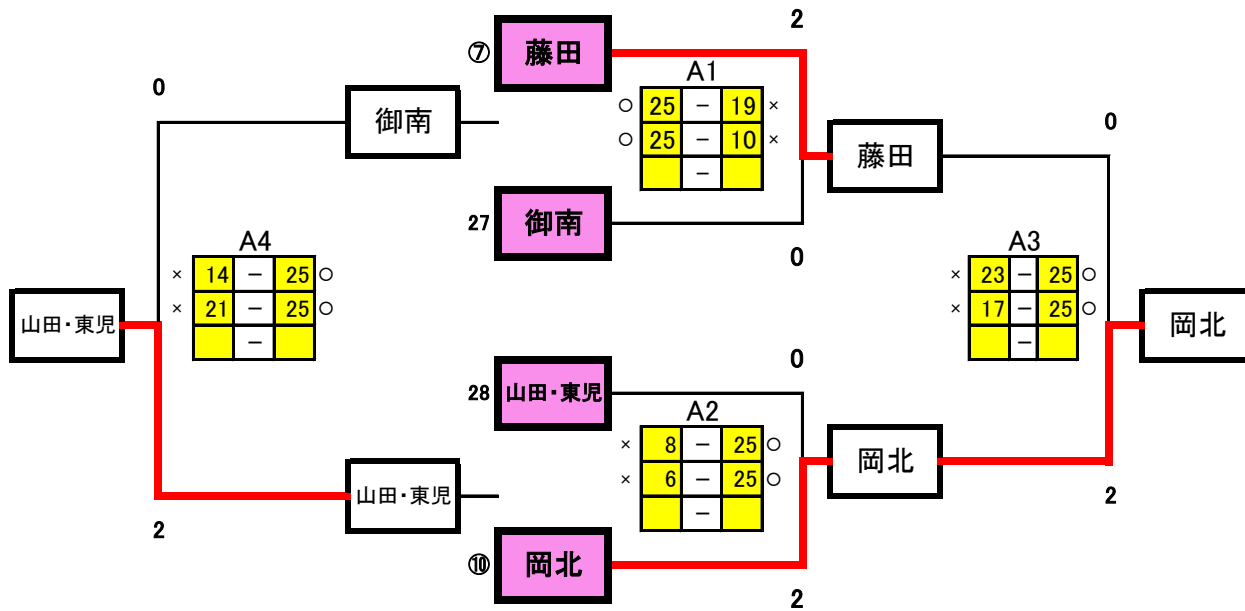 2
⑦ 藤田
A1
○ 25 － 19 ×
○ 25 － 10 ×
－
0
御南
藤田
0
27 御南
0
A4
× 14 － 25 ○
× 21 － 25 ○
－
山田・東児
A3
× 23 － 25 ○
× 17 － 25 ○
－
岡北
0
28 山田・東児
A2
× 8 － 25 ○
× 6 － 25 ○
－
岡北
山田・東児
2
2
⑩ 岡北
2